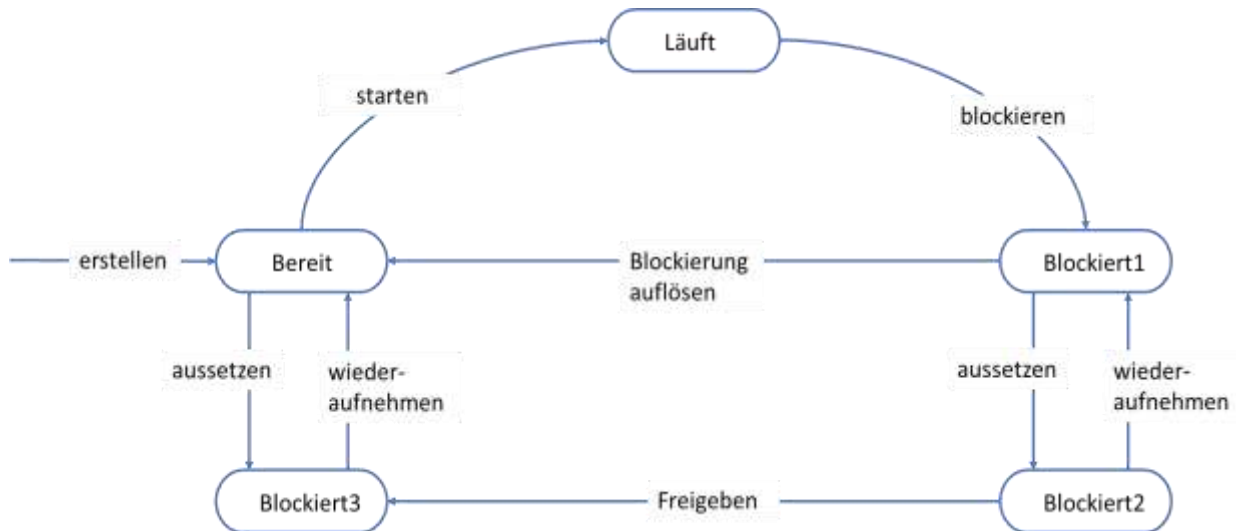 Läuft
starten
blockieren
erstellen
Bereit
Blockierung
auflösen
Blockiert1
aussetzen
wieder-
aufnehmen
aussetzen
wieder-
aufnehmen
Blockiert3
Freigeben
Blockiert2